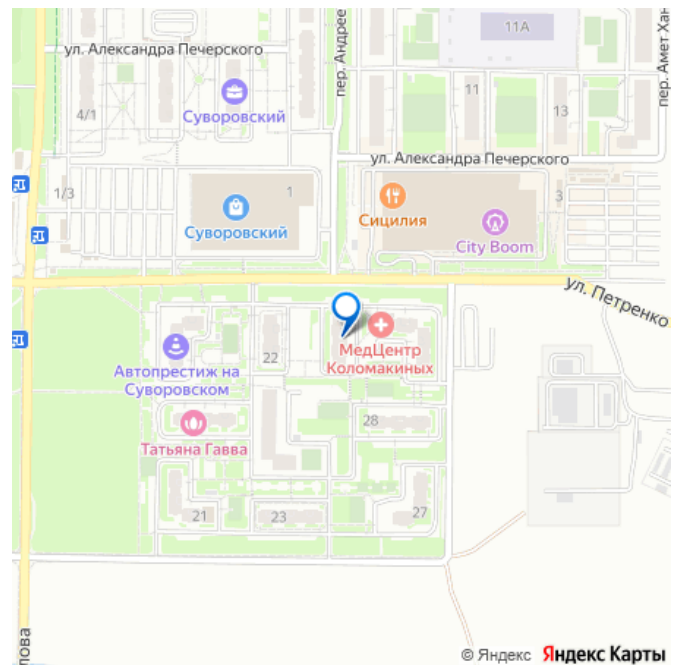 11А
ул. Александра Печерского
пер. Андрее
пер. Амет Хан
4/1
Суворовский
11
13
ул. Александра Печерского
1/3
1
Суворовский
Сицилия
3
City Boom
ул. Петренко
22
Автопрестиж на
Суворовском
МедЦентр
Коломакиных
28
Татьяна Гавва
21
23
27
лова
© Яндекс Яндекс Карты